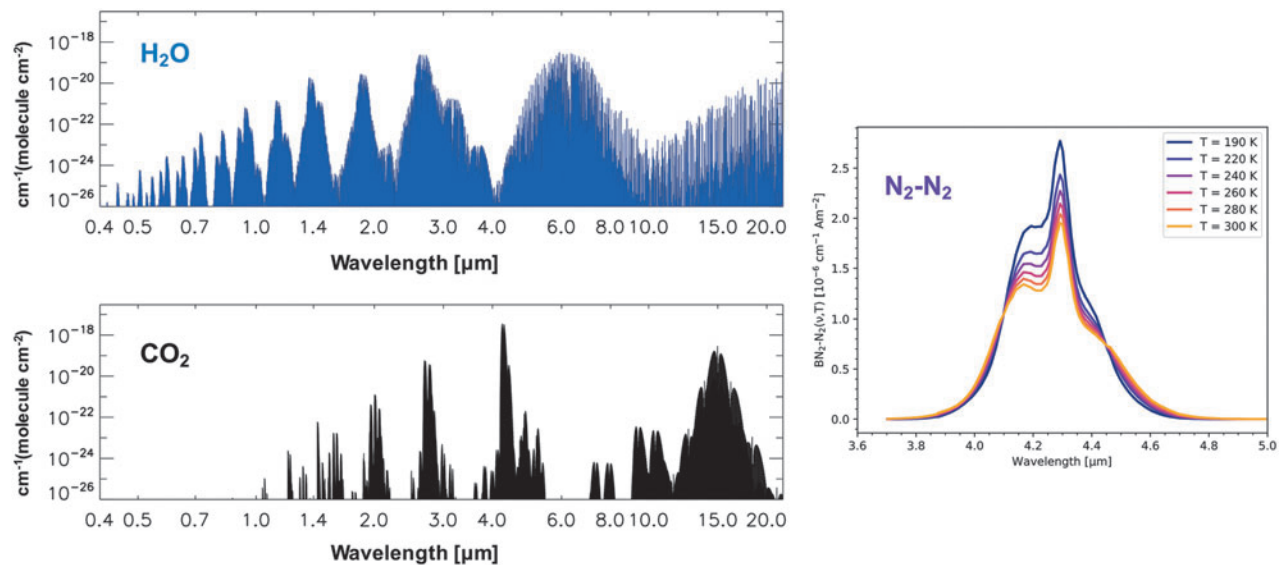 H₂O
cm⁻¹(molecule cm⁻²)
10⁻¹⁸
10⁻²⁰
10⁻²²
10⁻²⁴
10⁻²⁶
0.4 0.5 0.7 1.0 1.4 2.0 3.0 4.0 6.0 8.0 10.0 15.0 20.0
Wavelength [µm]
CO₂
cm⁻¹(molecule cm⁻²)
10⁻¹⁸
10⁻²⁰
10⁻²²
10⁻²⁴
10⁻²⁶
0.4 0.5 0.7 1.0 1.4 2.0 3.0 4.0 6.0 8.0 10.0 15.0 20.0
Wavelength [µm]
N₂-N₂
T = 190 K
T = 220 K
T = 240 K
T = 260 K
T = 280 K
T = 300 K
BN₂-N₂(ν,T) [10⁻⁶ cm⁻¹ Am⁻²]
2.5
2.0
1.5
1.0
0.5
0.0
3.6 4.0 4.2 4.4 4.6 4.8 5.0
Wavelength [µm]